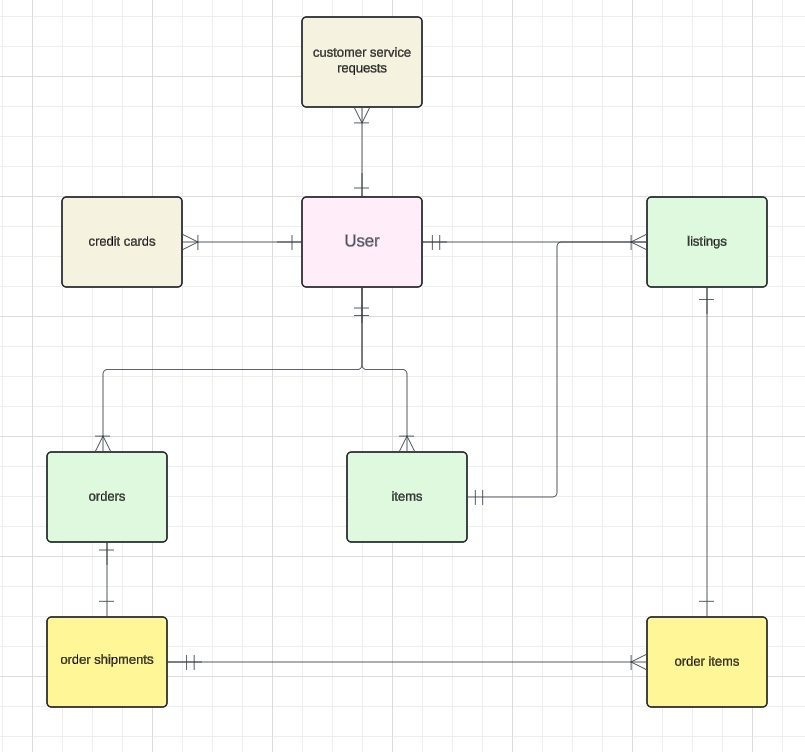 customer service
requests
credit cards
User
listings
orders
items
order shipments
order items